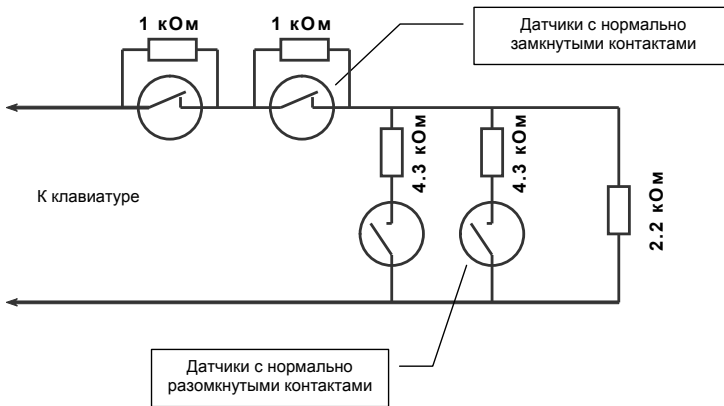 1 кОм
1 кОм
Датчики с нормально
замкнутыми контактами
4.3 кОм
4.3 кОм
2.2 кОм
К клавиатуре
Датчики с нормально
разомкнутыми контактами